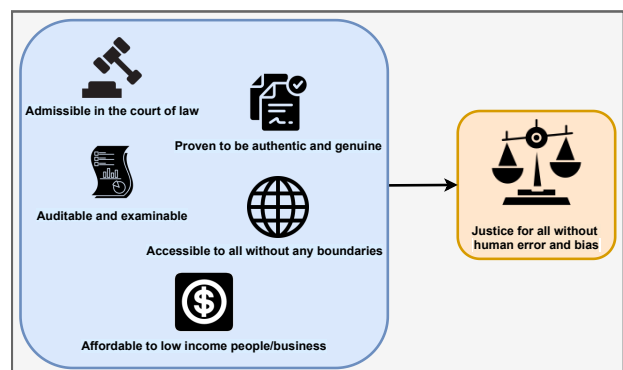 Admissible in the court of law
Proven to be authentic and genuine
Auditable and examinable
Accessible to all without any boundaries
Affordable to low income people/business
Justice for all without
human error and bias